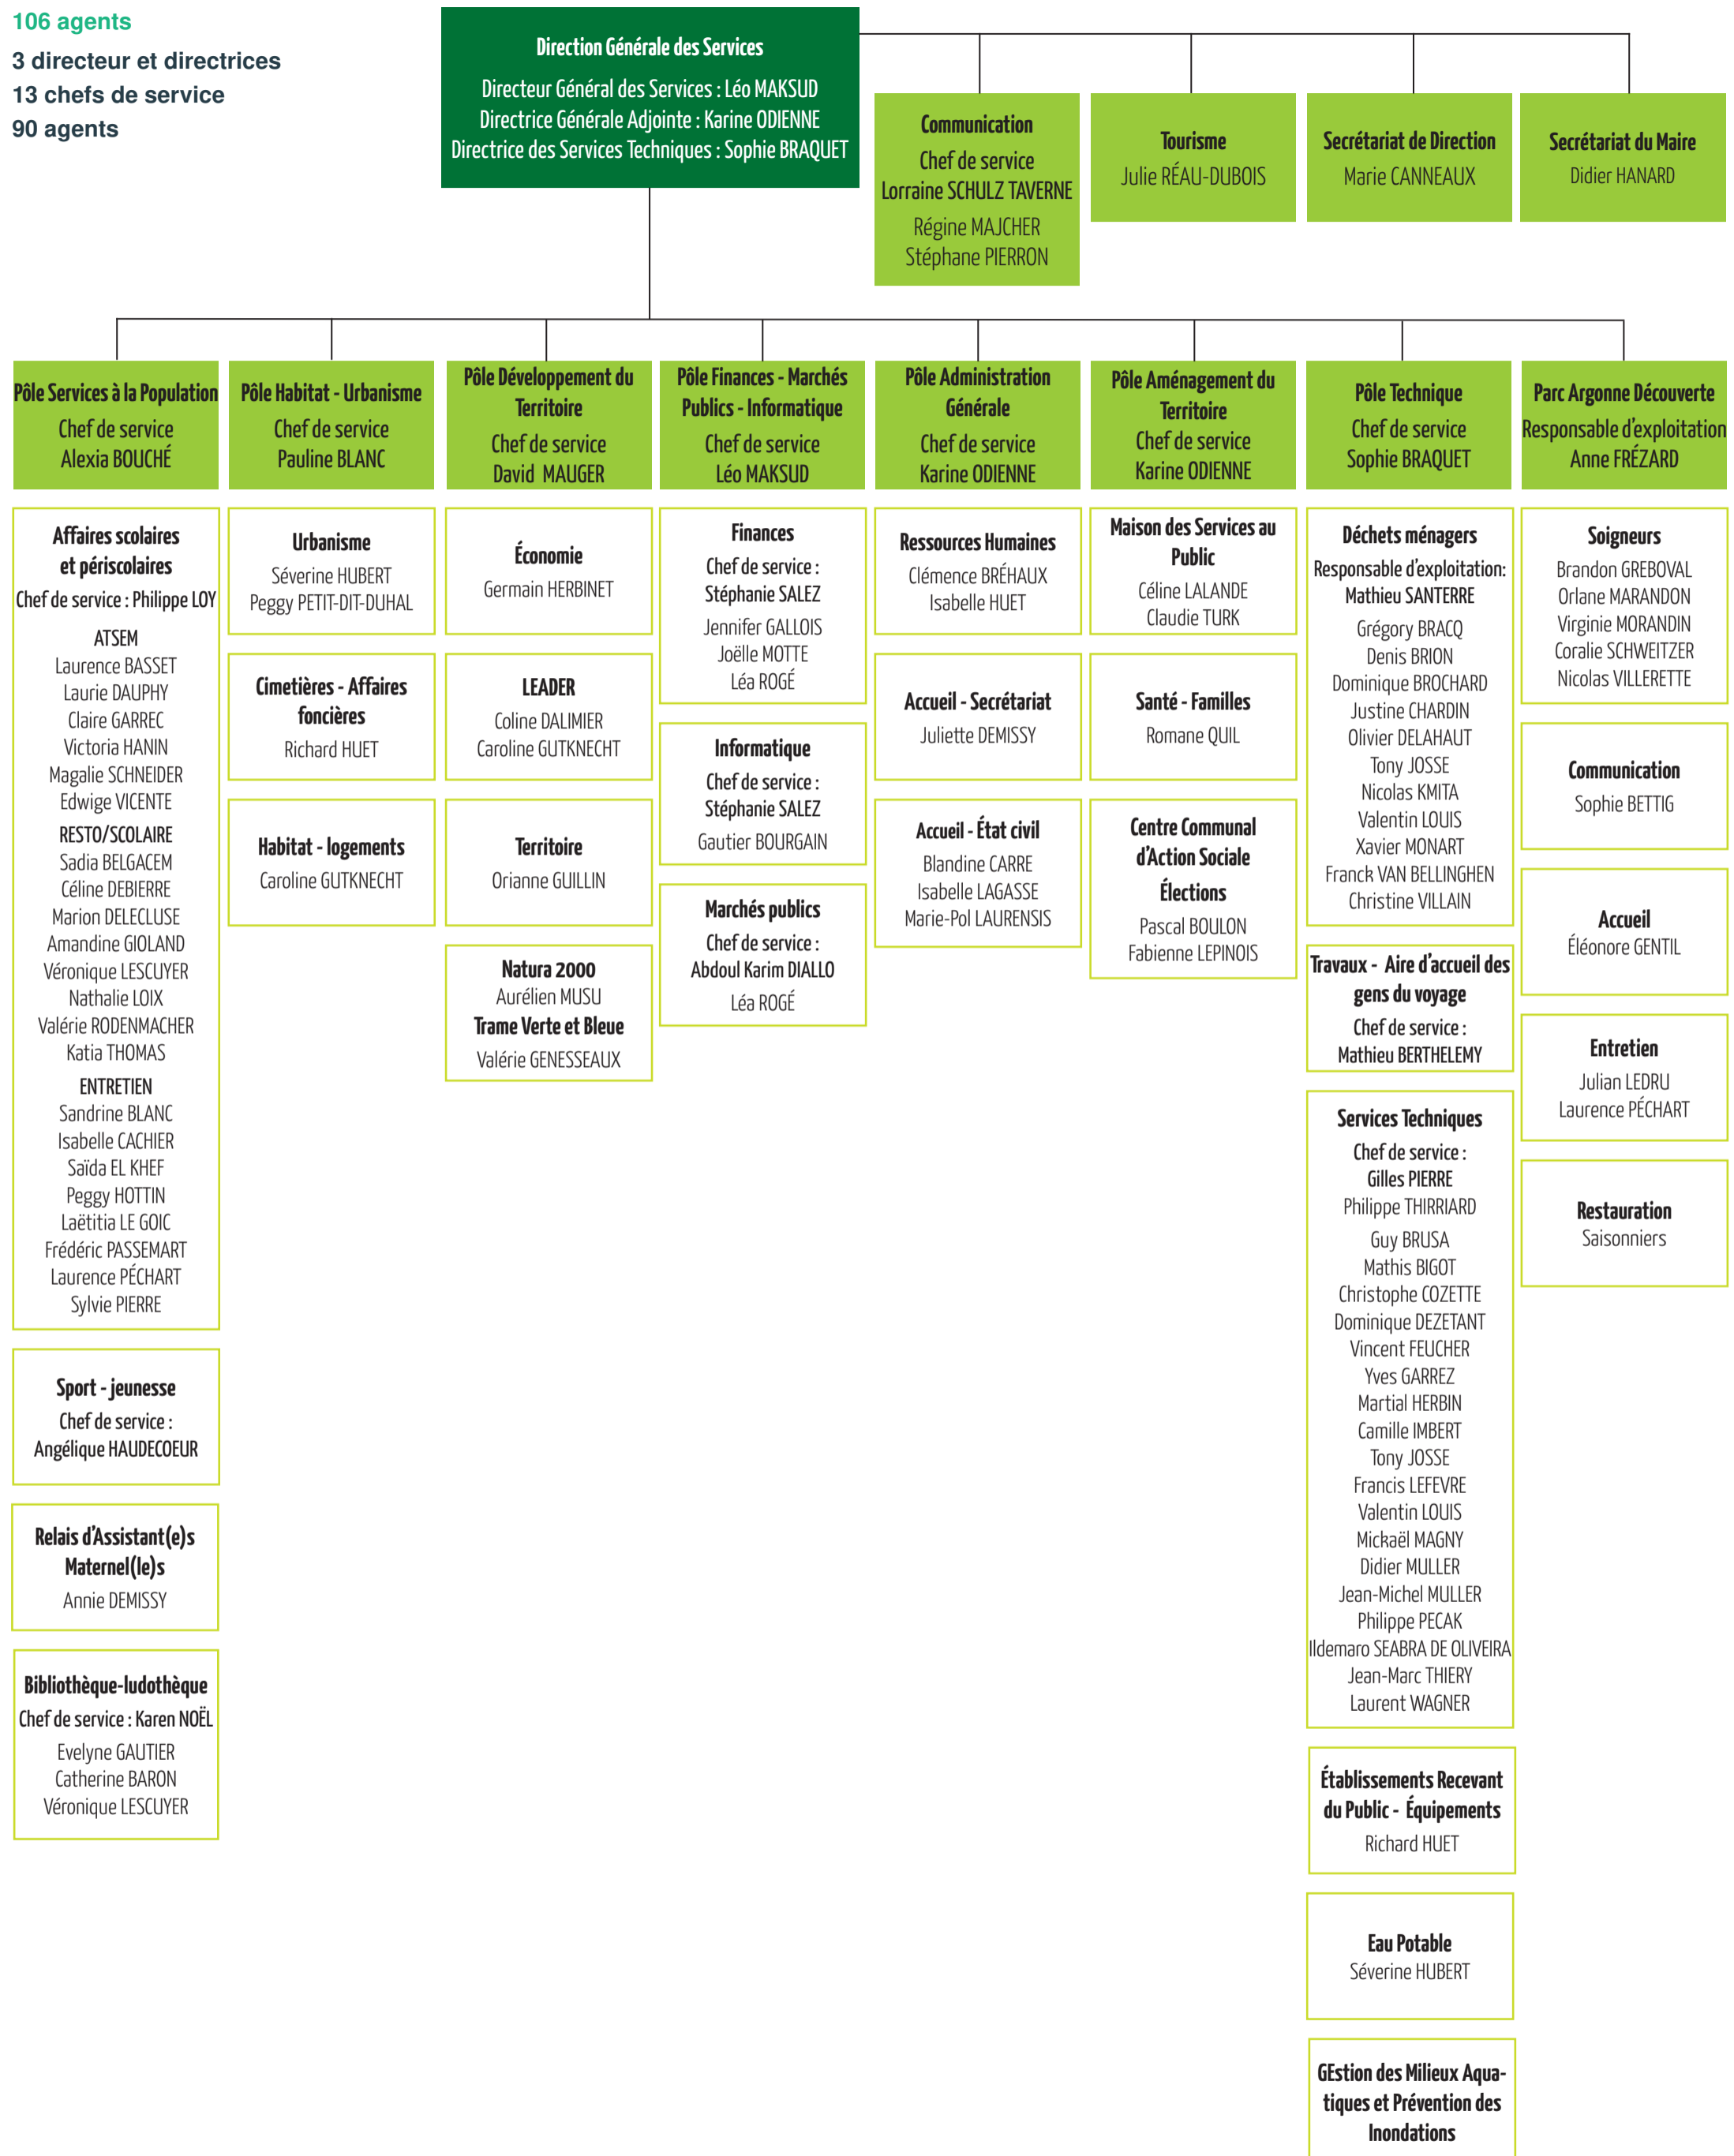 106 agents
3 directeur et directrices
13 chefs de service
90 agents
Direction Générale des Services
Directeur Général des Services : Léo MAKSUD
Directrice Générale Adjointe : Karine ODIENNE
Directrice des Services Techniques : Sophie BRAQUET
Communication
Chef de service
Lorraine SCHULZ TAVERNE
Régine MAJCHER
Stéphane PIERRON
Tourisme
Julie RÉAU-DUBOIS
Secrétariat de Direction
Marie CANNEAUX
Secrétariat du Maire
Didier HANARD
Pôle Services à la Population
Chef de service
Alexia BOUCHÉ
Affaires scolaires
et périscolaires
Chef de service : Philippe LOY
ATSEM
Laurence BASSET
Laurie DAUPHY
Claire GARREC
Victoria HANIN
Magalie SCHNEIDER
Edwige VICENTE
RESTO/SCOLAIRE
Sadia BELGACEM
Céline DEBIERRE
Marion DELECLUSE
Amandine GIOLAND
Véronique LESCUYER
Nathalie LOIX
Valérie RODENMACHER
Katia THOMAS
ENTRETIEN
Sandrine BLANC
Isabelle CACHIER
Saïda EL KHEF
Peggy HOTTIN
Laëtitia LE GOIC
Frédéric PASSEMART
Laurence PÉCHART
Sylvie PIERRE
Sport - jeunesse
Chef de service :
Angélique HAUDECOEUR
Relais d'Assistant(e)s
Maternel(le)s
Annie DEMISSY
Bibliothèque-ludothèque
Chef de service : Karen NOËL
Evelyne GAUTIER
Catherine BARON
Véronique LESCUYER
Pôle Habitat - Urbanisme
Chef de service
Pauline BLANC
Urbanisme
Séverine HUBERT
Peggy PETIT-DIT-DUHAL
Cimetières - Affaires
foncières
Richard HUET
Habitat - logements
Caroline GUTKNECHT
Pôle Développement du
Territoire
Chef de service
David MAUGER
Économie
Germain HERBINET
LEADER
Coline DALIMIER
Caroline GUTKNECHT
Territoire
Orianne GUILLIN
Natura 2000
Aurélien MUSU
Trame Verte et Bleue
Valérie GENESSEAUX
Pôle Finances - Marchés
Publics - Informatique
Chef de service
Léo MAKSUD
Finances
Chef de service :
Stéphanie SALEZ
Jennifer GALLOIS
Joëlle MOTTE
Léa ROGÉ
Informatique
Chef de service :
Stéphanie SALEZ
Gautier BOURGAIN
Marchés publics
Chef de service :
Abdoul Karim DIALLO
Léa ROGÉ
Pôle Administration
Générale
Chef de service
Karine ODIENNE
Ressources Humaines
Clémence BRÉHAUX
Isabelle HUET
Accueil - Secrétariat
Juliette DEMISSY
Accueil - État civil
Blandine CARRE
Isabelle LAGASSE
Marie-Pol LAURENSIS
Pôle Aménagement du
Territoire
Chef de service
Karine ODIENNE
Maison des Services au
Public
Céline LALANDE
Claudie TURK
Santé - Familles
Romane QUIL
Centre Communal
d'Action Sociale
Élections
Pascal BOULON
Fabienne LEPINOIS
Pôle Technique
Chef de service
Sophie BRAQUET
Déchets ménagers
Responsable d'exploitation:
Mathieu SANTERRE
Grégory BRACQ
Denis BRION
Dominique BROCHARD
Justine CHARDIN
Olivier DELAHAUT
Tony JOSSE
Nicolas KMITA
Valentin LOUIS
Xavier MONART
Franck VAN BELLINGHEN
Christine VILLAIN
Travaux - Aire d'accueil des
gens du voyage
Chef de service :
Mathieu BERTHELEMY
Services Techniques
Chef de service :
Gilles PIERRE
Philippe THIRRIARD
Guy BRUSA
Mathis BIGOT
Christophe COZETTE
Dominique DEZETANT
Vincent FEUCHER
Yves GARREZ
Martial HERBIN
Camille IMBERT
Tony JOSSE
Francis LEFEVRE
Valentin LOUIS
Mickaël MAGNY
Didier MULLER
Jean-Michel MULLER
Philippe PECAK
Ildemaro SEABRA DE OLIVEIRA
Jean-Marc THIERY
Laurent WAGNER
Établissements Recevant
du Public - Équipements
Richard HUET
Eau Potable
Séverine HUBERT
GEstion des Milieux Aqua-
tiques et Prévention des
Inondations
Parc Argonne Découverte
Responsable d'exploitation
Anne FRÉZARD
Soigneurs
Brandon GREBOVAL
Orlane MARANDON
Virginie MORANDIN
Coralie SCHWEITZER
Nicolas VILLERETTE
Communication
Sophie BETTIG
Accueil
Éléonore GENTIL
Entretien
Julian LEDRU
Laurence PÉCHART
Restauration
Saisonniers